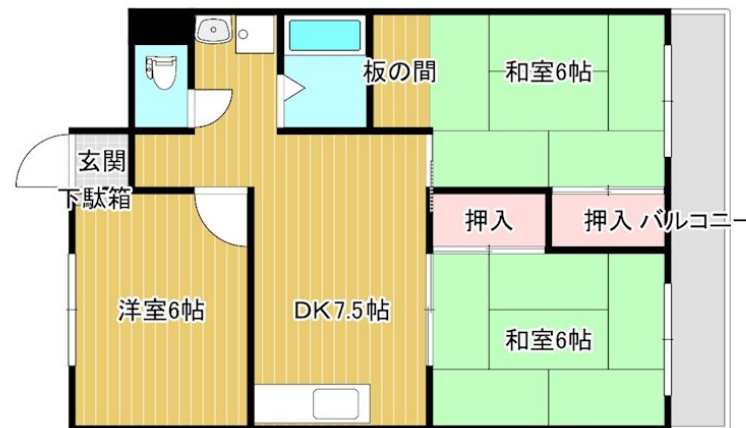 板の間
和室6帖
玄関
下駄箱
押入
押入
バルコニー
洋室6帖
DK7.5帖
和室6帖